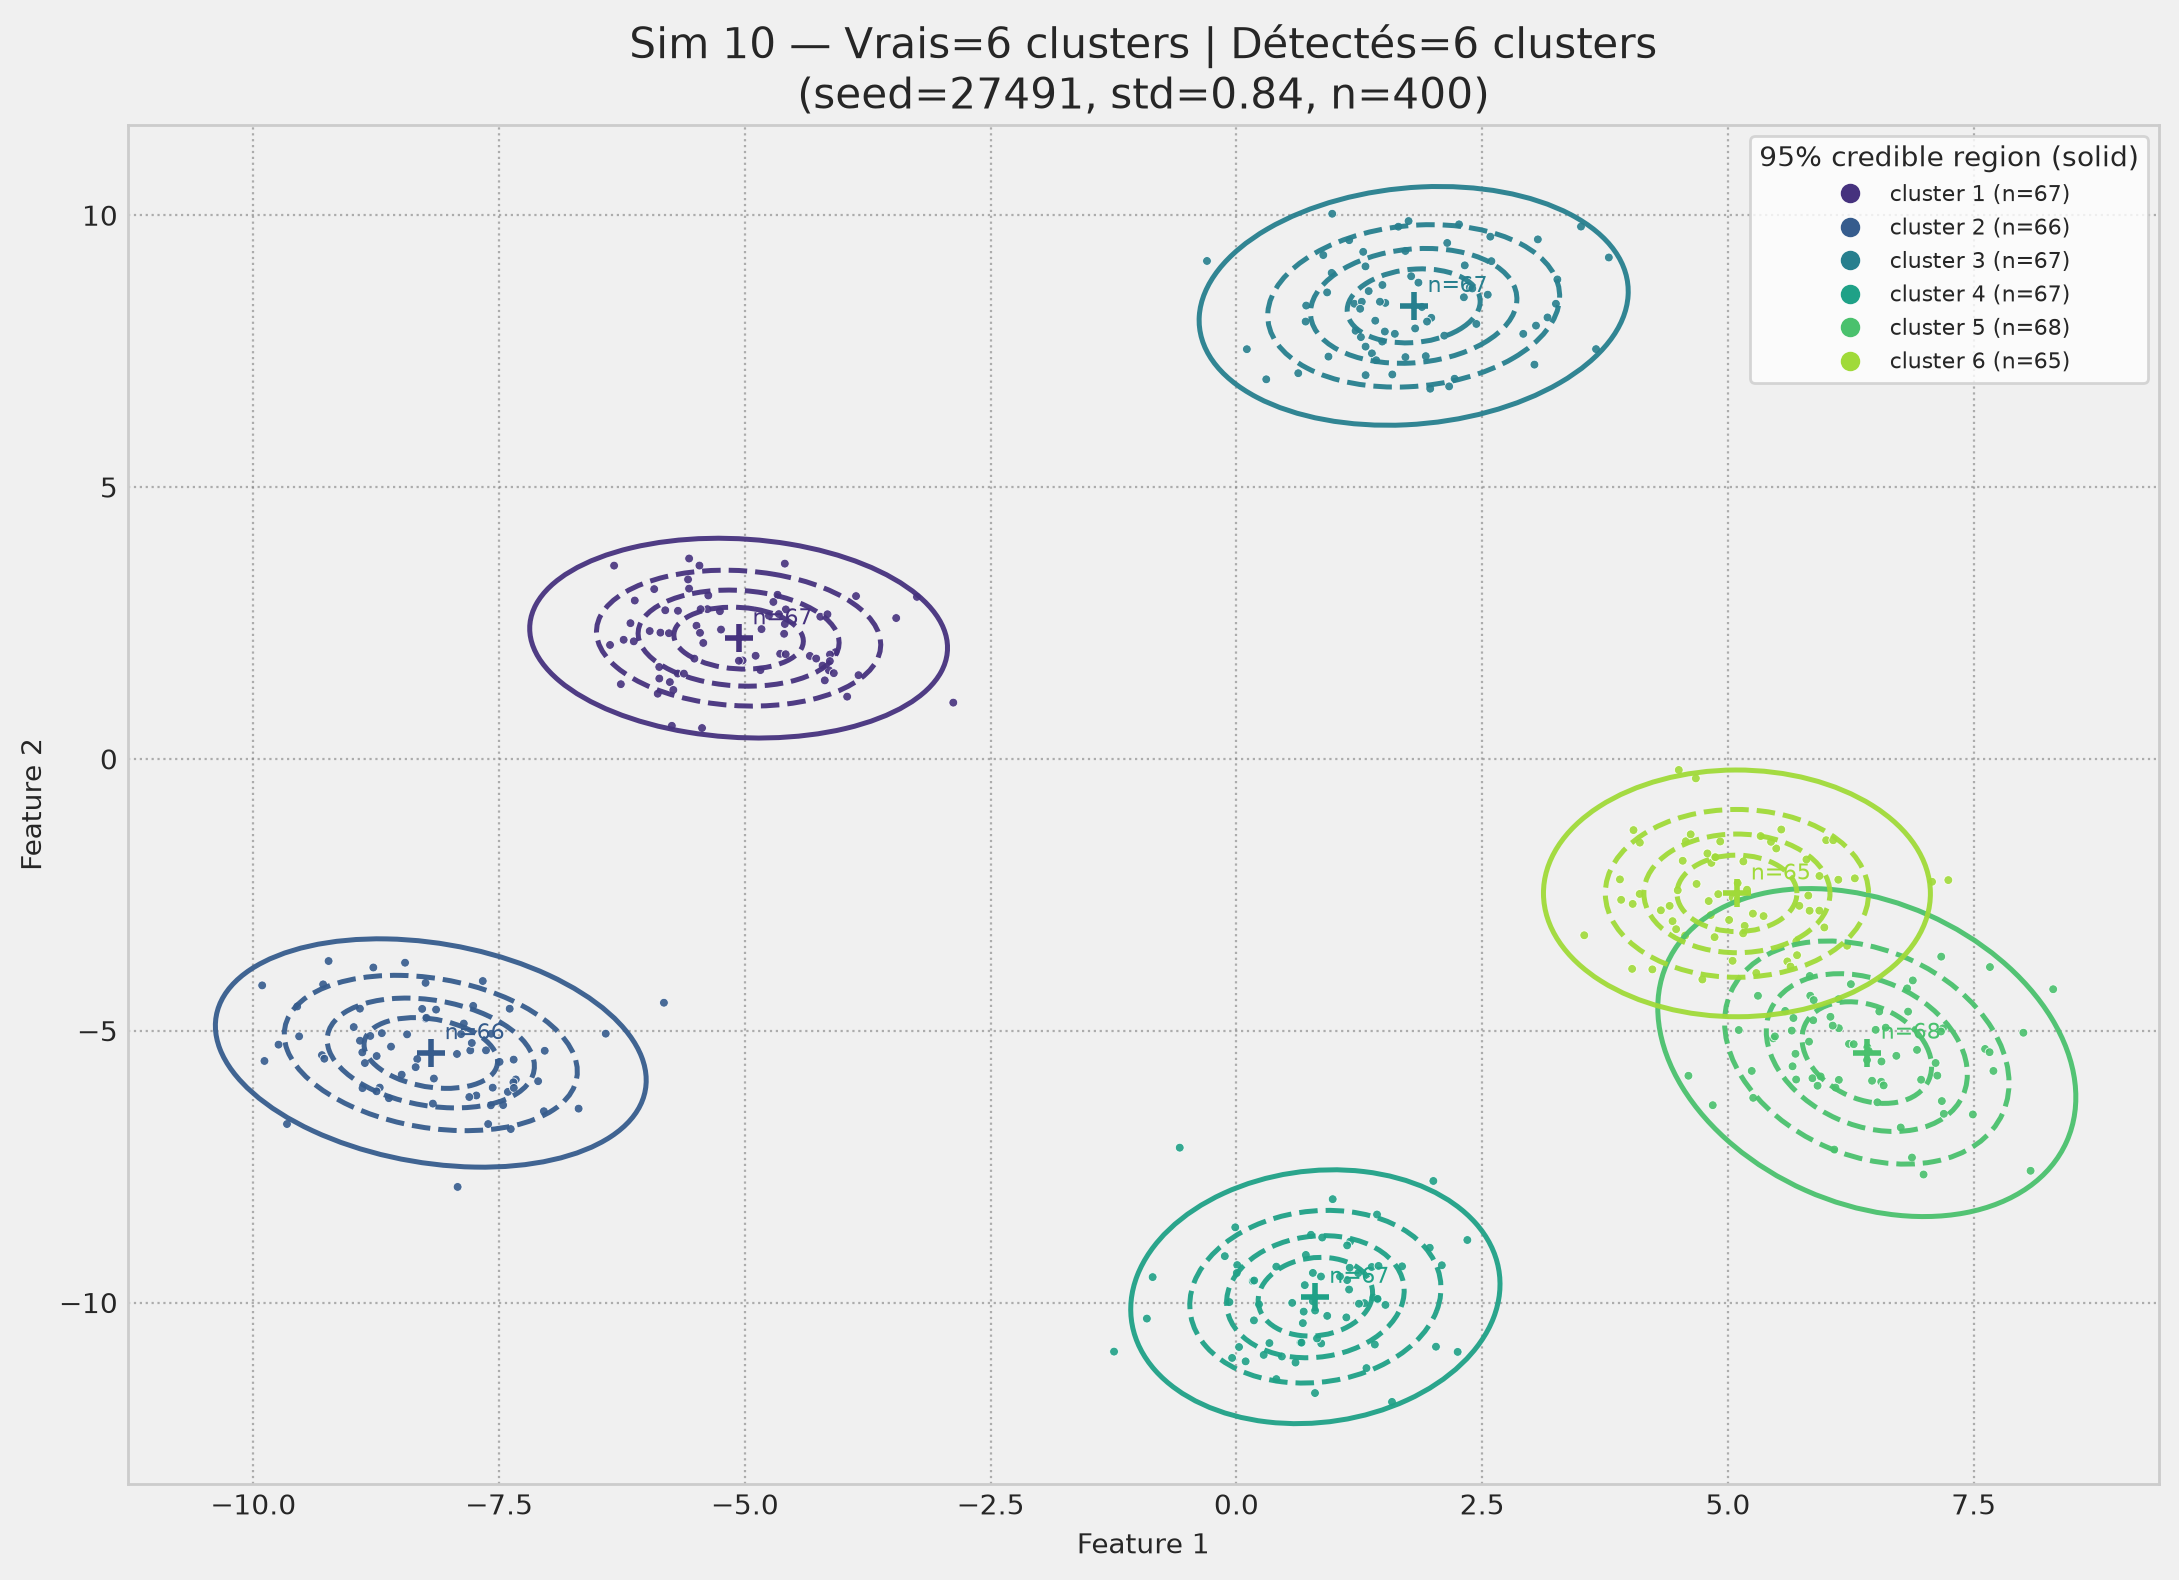 Sim 10 — Vrais=6 clusters | Détectés=6 clusters
(seed=27491, std=0.84, n=400)
95% credible region (solid)
cluster 1 (n=67)
cluster 2 (n=66)
cluster 3 (n=67)
cluster 4 (n=67)
cluster 5 (n=68)
cluster 6 (n=65)
10
5
0
−5
−10
Feature 2
n=67
n=67
n=65
n=66
n=68
n=67
−10.0
−7.5
−5.0
−2.5
0.0
2.5
5.0
7.5
Feature 1